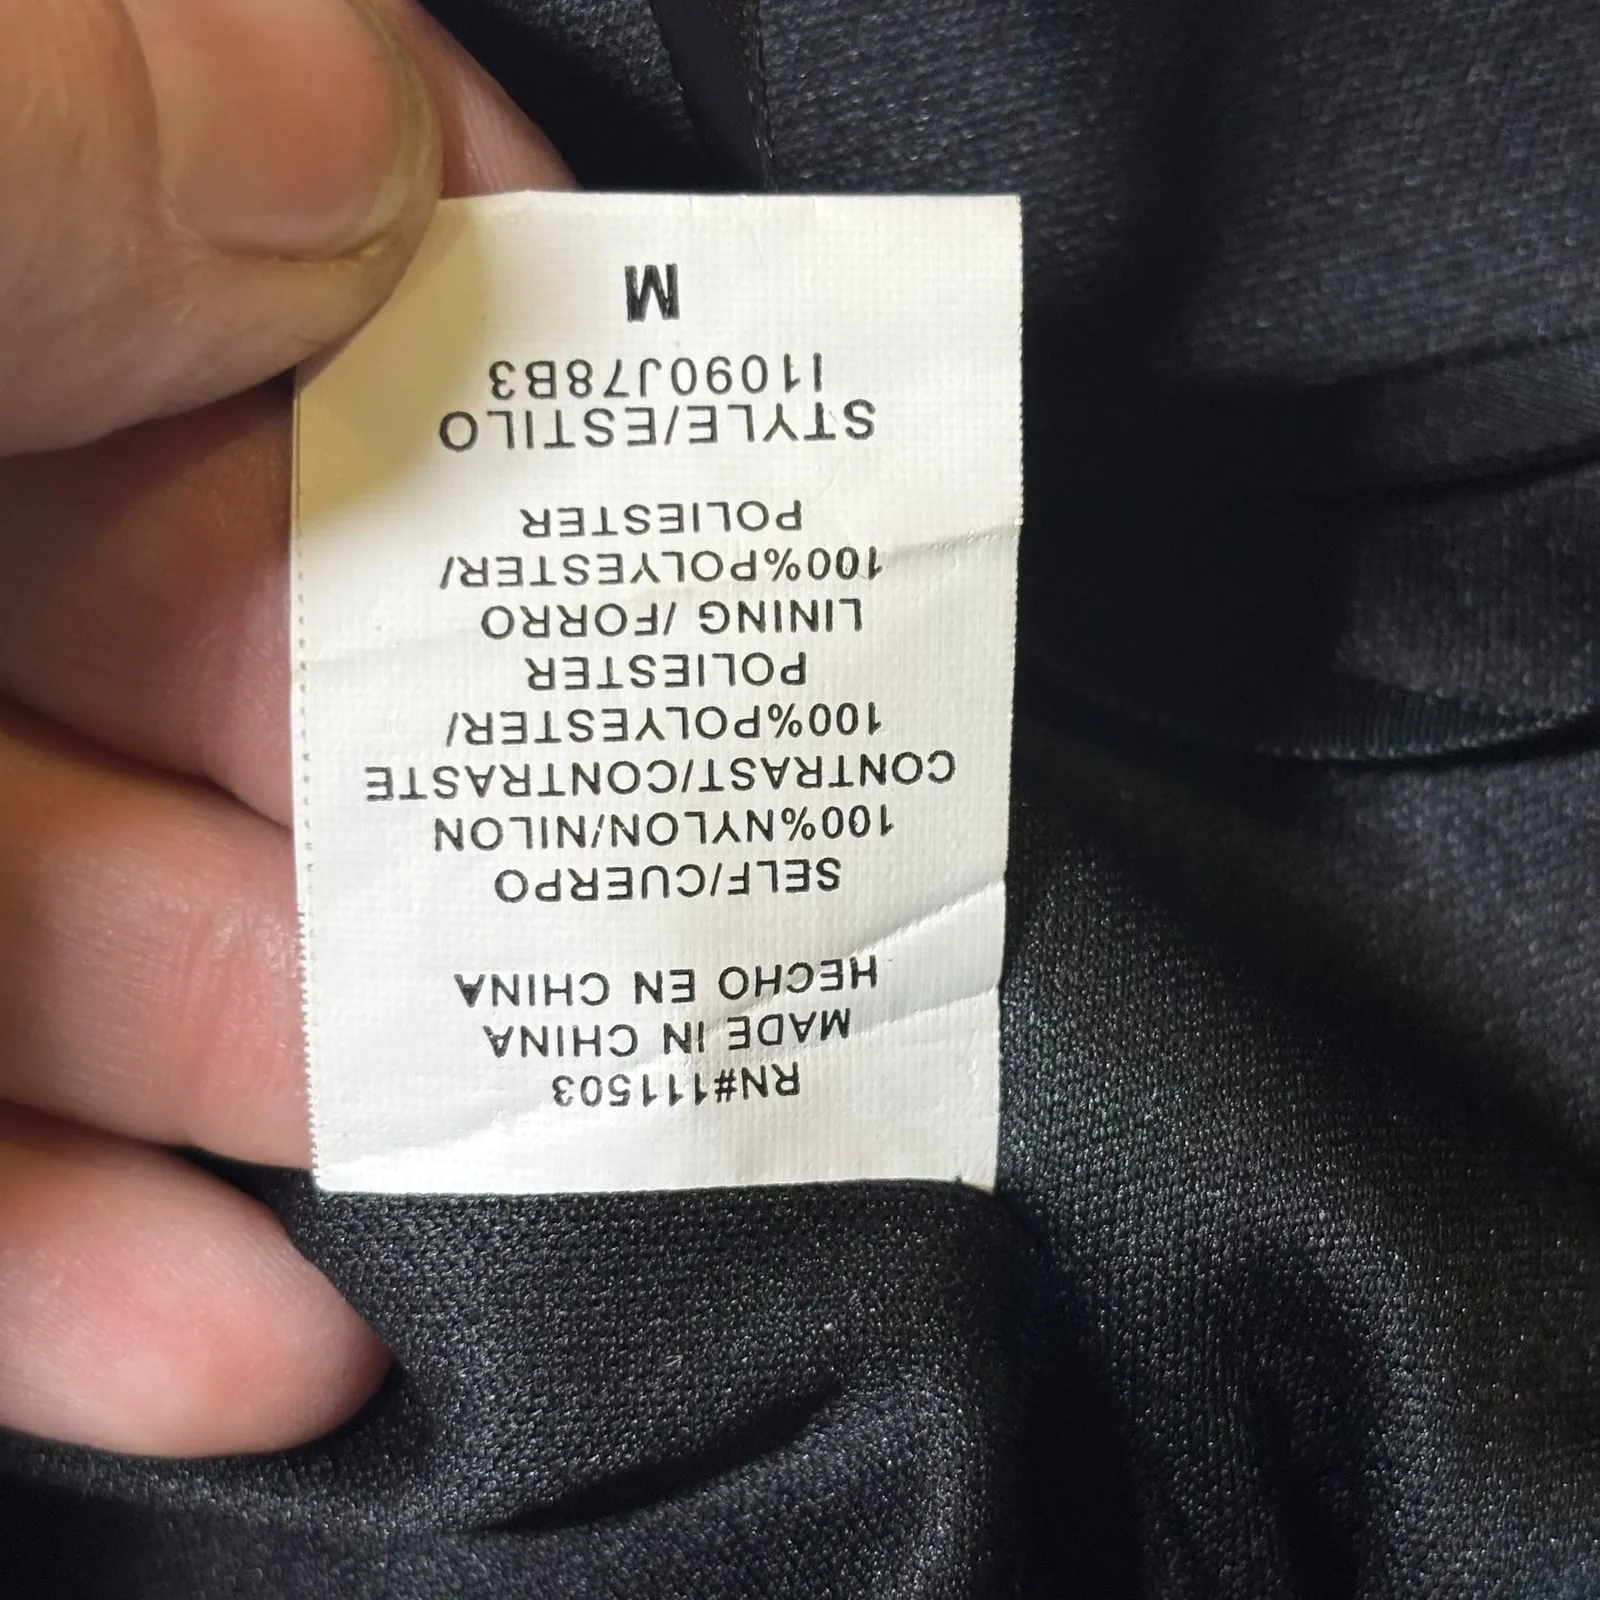 RN#111503
MADE IN CHINA
HECHO EN CHINA
SELF/CUERPO
100%NYLON/NILON
CONTRAST/CONTRASTE
100%POLYESTER/
POLIESTER
LINING /FORRO
100%POLYESTER/
POLIESTER
STYLE/ESTILO
I1090J78B3
M